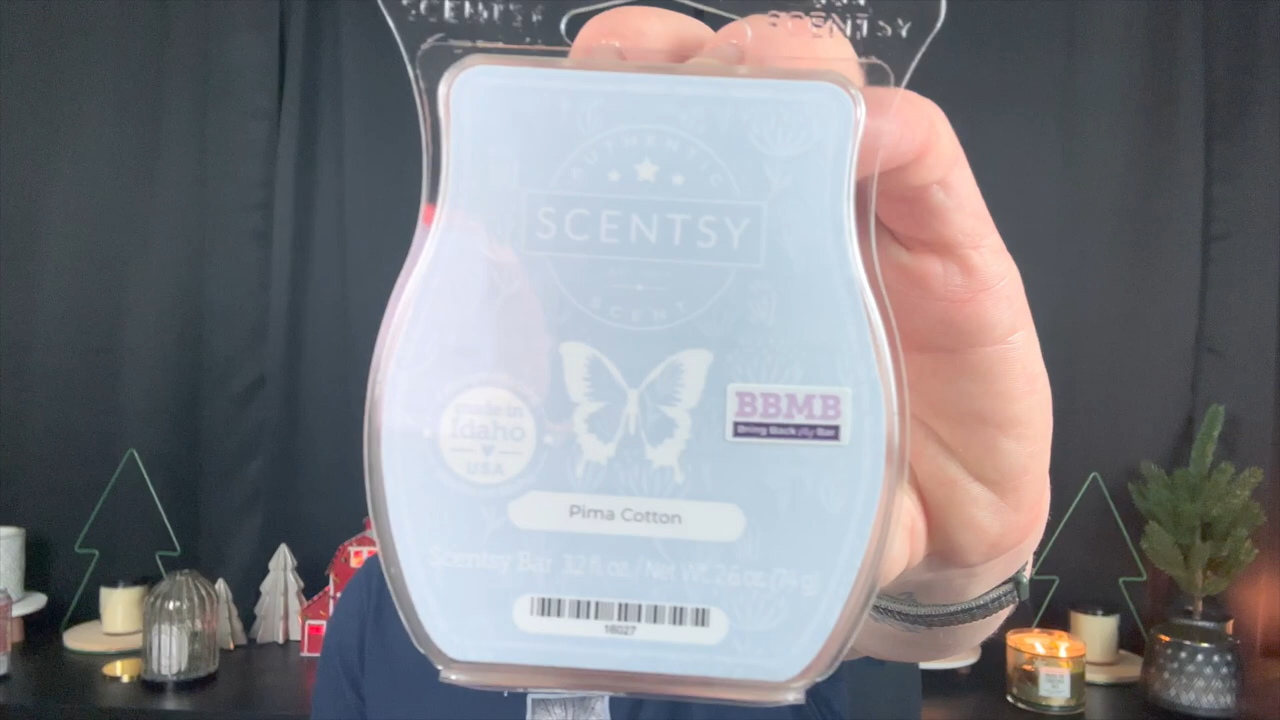 SCENTSY
SCENTSY
AUTHENTIC
SCENTSY
SCENT
made in
Idaho
USA
BBMB
Bring Back My Bar
Pima Cotton
Scentsy Bar 3.2 fl. oz. / Net Wt. 2.6 oz/74 g
16027